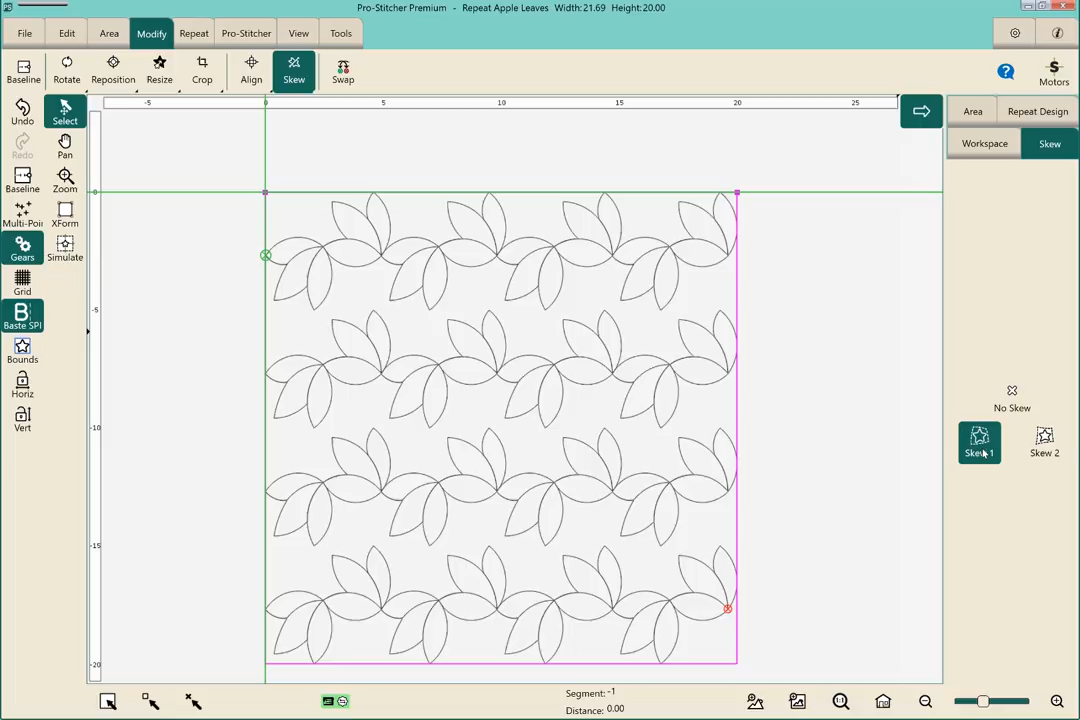 Pro-Stitcher Premium - Repeat Apple Leaves Width:21.69 Height:20.00
File Edit Area Modify Repeat Pro-Stitcher View Tools
Baseline Rotate Reposition Resize Crop Align Skew Swap Motors
Undo Select
Redo Pan
Baseline Zoom
Multi-Poi XForm
Gears Simulate
Grid
Baste SPI
Bounds
Horiz
Vert
-5 0 5 10 15 20 25
0
-5
-10
-15
-20
Area Repeat Design
Workspace Skew
No Skew
Skew 1 Skew 2
Segment: -1
Distance: 0.00